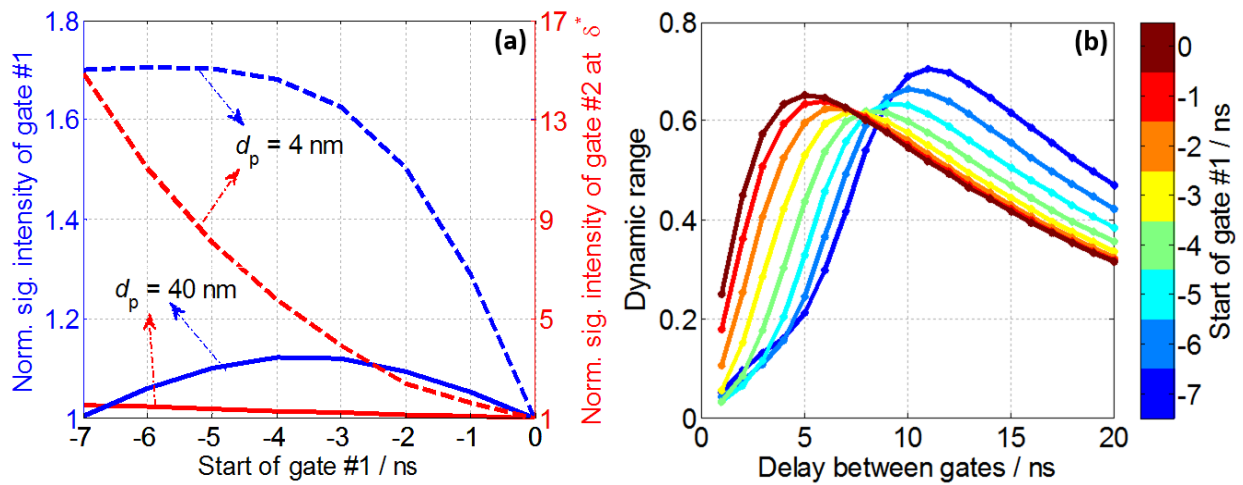 (a)
Norm. sig. intensity of gate #1
1.8
1.6
1.4
1.2
1
-7 -6 -5 -4 -3 -2 -1 0
Start of gate #1 / ns
dp = 4 nm
dp = 40 nm
17
13
9
5
1
Norm. sig. intensity of gate #2 at δ*
(b)
Dynamic range
0.8
0.6
0.4
0.2
0
0 5 10 15 20
Delay between gates / ns
0
-1
-2
-3
-4
-5
-6
-7
Start of gate #1 / ns